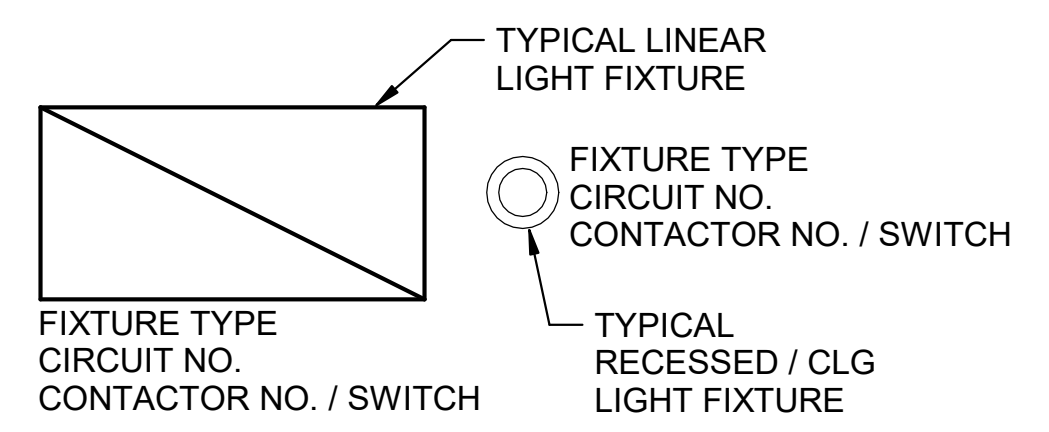 TYPICAL LINEAR
LIGHT FIXTURE
FIXTURE TYPE
CIRCUIT NO.
CONTACTOR NO. / SWITCH
FIXTURE TYPE
CIRCUIT NO.
CONTACTOR NO. / SWITCH
TYPICAL
RECESSED / CLG
LIGHT FIXTURE